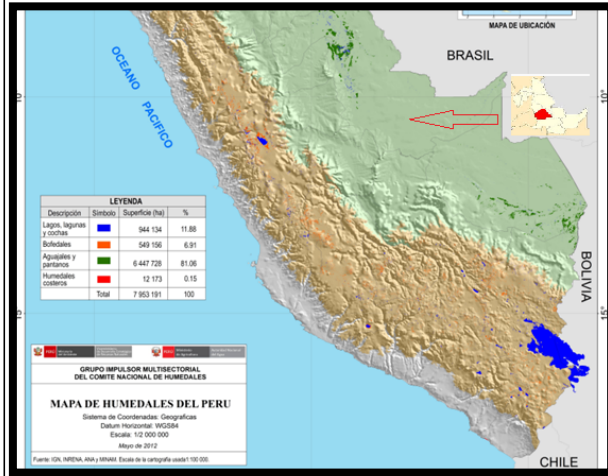 MAPA DE UBICACIÓN
BRASIL
OCEANO PACIFICO
10
LEYENDA
Descripción Símbolo Superficie (ha) %
Lagos, lagunas y cochas 944 134 11.88
Bofedales 549 156 6.91
Aguajales y pantanos 6 447 728 81.06
Humedales costeros 12 173 0.15
Total 7 953 191 100
BOLIVIA
15
PERÚ
PERÚ
GRUPO IMPULSOR MULTISECTORIAL
DEL COMITE NACIONAL DE HUMEDALES
MAPA DE HUMEDALES DEL PERU
Sistema de Coordenadas: Geograficas
Datum Horizontal: WGS84
Escala: 1/2 000 000
Mayo de 2012
Fuente: IGN, INRENA, ANA y MINAM. Escala de la cartografía usada1:100 000.
CHILE